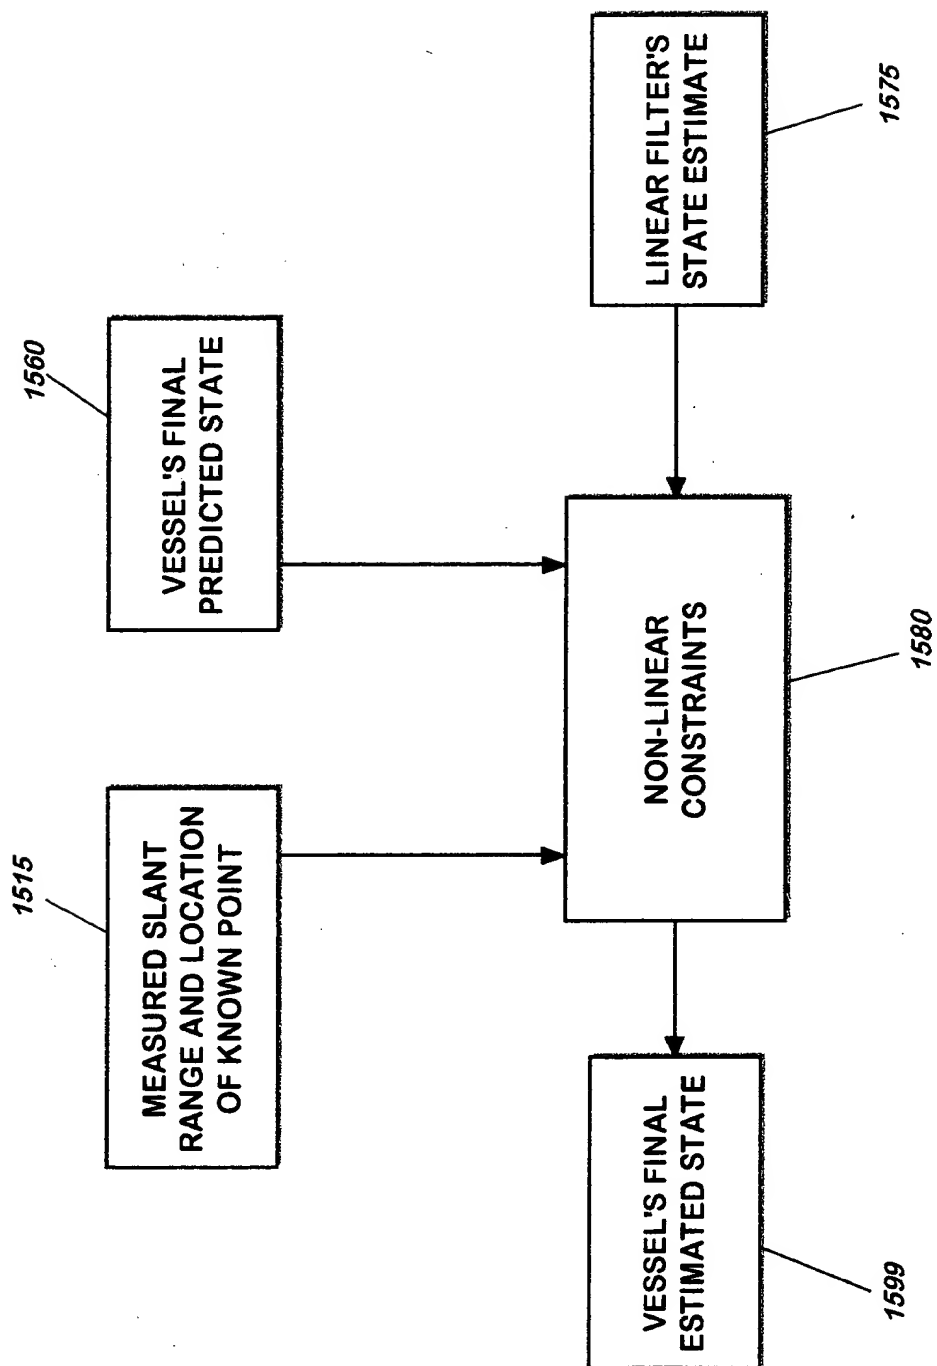 1515
MEASURED SLANT
RANGE AND LOCATION
OF KNOWN POINT
1560
VESSEL'S FINAL
PREDICTED STATE
1599
VESSEL'S FINAL
ESTIMATED STATE
NON-LINEAR
CONSTRAINTS
1580
LINEAR FILTER'S
STATE ESTIMATE
1575